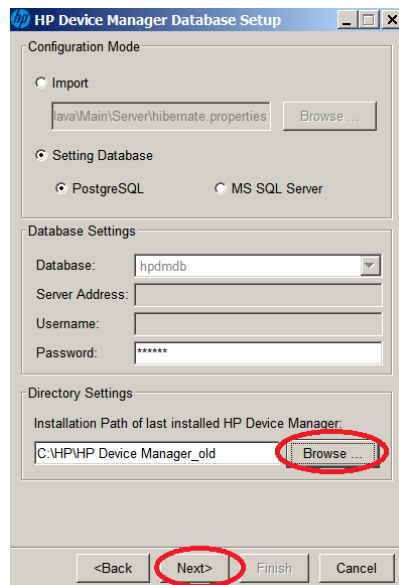 HP Device Manager Database Setup
Configuration Mode
Import
lava\Main\Server\hibernate.properties Browse ...
Setting Database
PostgreSQL MS SQL Server
Database Settings
Database: hpdmdb
Server Address:
Username:
Password: ******
Directory Settings
Installation Path of last installed HP Device Manager:
C:\HP\HP Device Manager_old Browse ...
<Back Next> Finish Cancel